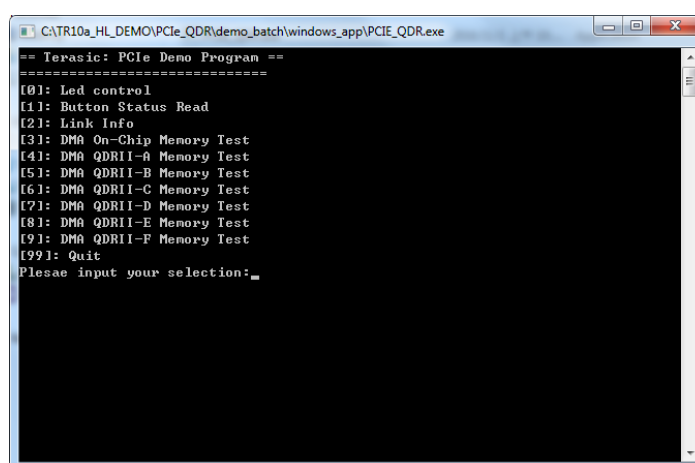 C:\TR10a_HL_DEMO\PCIe_QDR\demo_batch\windows_app\PCIE_QDR.exe
== Terasic: PCIe Demo Program ==
==============================
[0]: Led control
[1]: Button Status Read
[2]: Link Info
[3]: DMA On-Chip Memory Test
[4]: DMA QDRII-A Memory Test
[5]: DMA QDRII-B Memory Test
[6]: DMA QDRII-C Memory Test
[7]: DMA QDRII-D Memory Test
[8]: DMA QDRII-E Memory Test
[9]: DMA QDRII-F Memory Test
[99]: Quit
Plesae input your selection:_